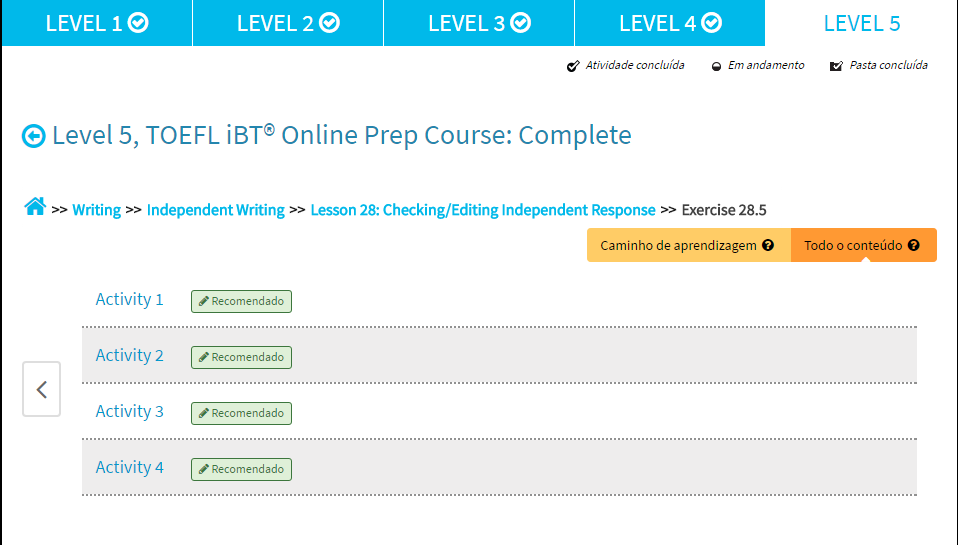 LEVEL 1 LEVEL 2 LEVEL 3 LEVEL 4 LEVEL 5
Atividade concluída Em andamento Pasta concluída
Level 5, TOEFL iBT® Online Prep Course: Complete
>> Writing >> Independent Writing >> Lesson 28: Checking/Editing Independent Response >> Exercise 28.5
Caminho de aprendizagem ? Todo o conteúdo ?
Activity 1 Recomendado
Activity 2 Recomendado
Activity 3 Recomendado
Activity 4 Recomendado